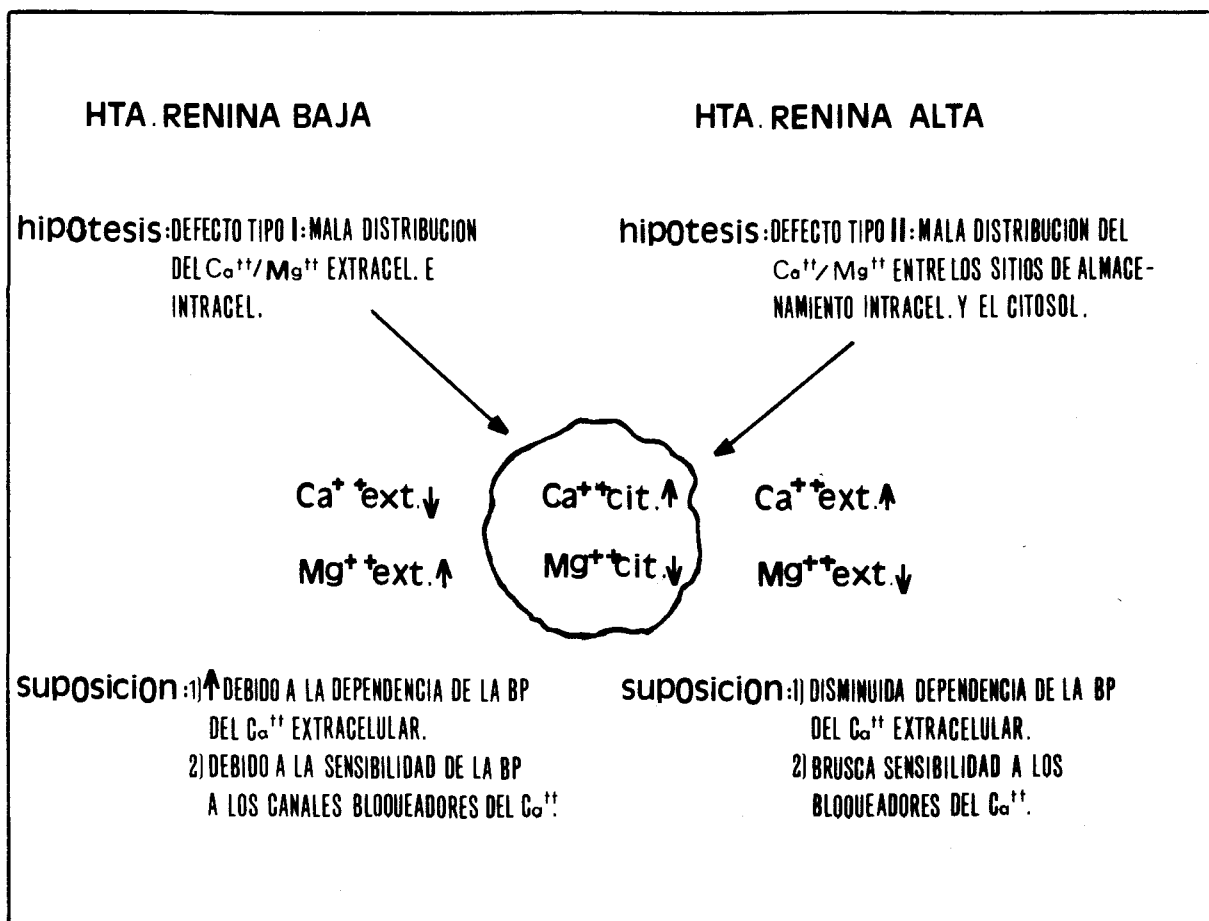 HTA. RENINA BAJA
hipotesis: DEFECTO TIPO I: MALA DISTRIBUCION
DEL Ca⁺⁺/Mg⁺⁺ EXTRACEL. E
INTRACEL.
HTA. RENINA ALTA
hipotesis: DEFECTO TIPO II: MALA DISTRIBUCION DEL
Ca⁺⁺/Mg⁺⁺ ENTRE LOS SITIOS DE ALMACE-
NAMIENTO INTRACEL. Y EL CITOSOL.
Ca⁺⁺ext.↓ Ca⁺⁺cit.↑ Ca⁺⁺ext.↑
Mg⁺⁺ext.↑ Mg⁺⁺cit.↓ Mg⁺⁺ext.↓
suposicion: 1) ↑ DEBIDO A LA DEPENDENCIA DE LA BP
DEL Ca⁺⁺ EXTRACELULAR.
2) DEBIDO A LA SENSIBILIDAD DE LA BP
A LOS CANALES BLOQUEADORES DEL Ca⁺⁺.
suposicion: 1) DISMINUIDA DEPENDENCIA DE LA BP
DEL Ca⁺⁺ EXTRACELULAR.
2) BRUSCA SENSIBILIDAD A LOS
BLOQUEADORES DEL Ca⁺⁺.